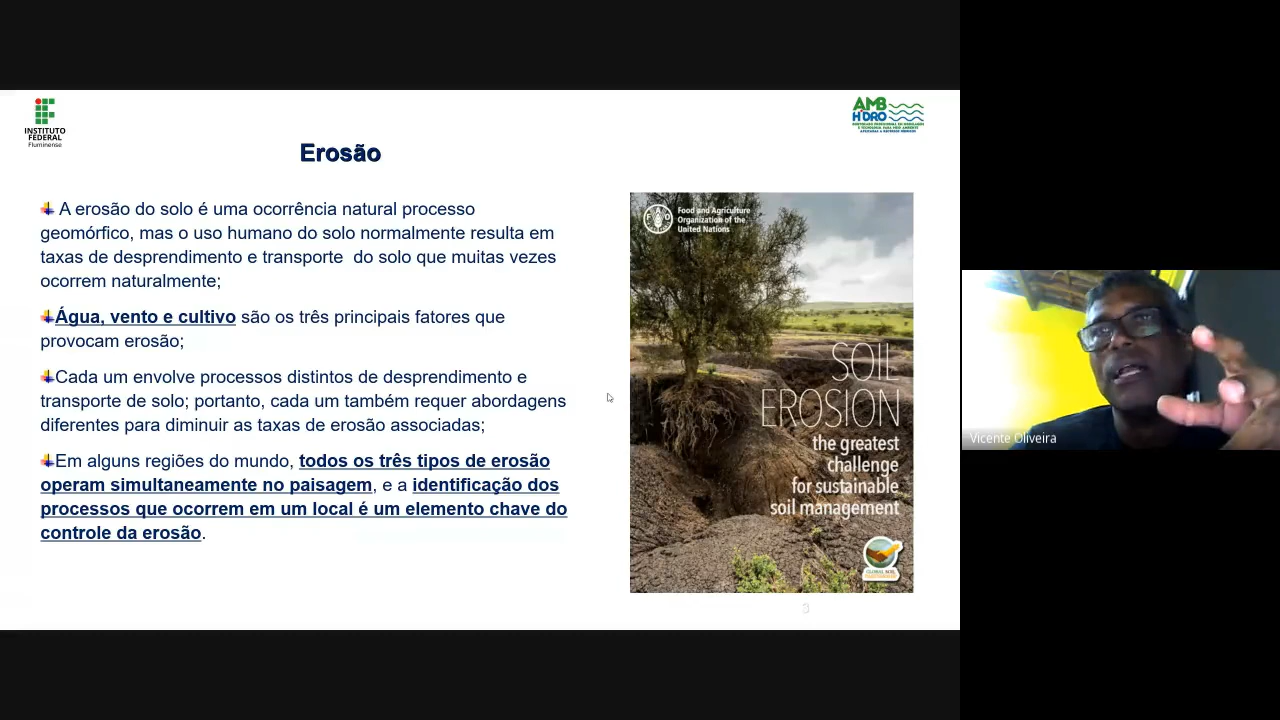 INSTITUTO
FEDERAL
Fluminense
AMB
HIDRO
Erosão
A erosão do solo é uma ocorrência natural processo
geomórfico, mas o uso humano do solo normalmente resulta em
taxas de desprendimento e transporte do solo que muitas vezes
ocorrem naturalmente;
Água, vento e cultivo são os três principais fatores que
provocam erosão;
Cada um envolve processos distintos de desprendimento e
transporte de solo; portanto, cada um também requer abordagens
diferentes para diminuir as taxas de erosão associadas;
Em alguns regiões do mundo, todos os três tipos de erosão
operam simultaneamente no paisagem, e a identificação dos
processos que ocorrem em um local é um elemento chave do
controle da erosão.
Food and Agriculture
Organization of the
United Nations
SOIL
EROSION
the greatest
challenge
for sustainable
soil management
3
Vicente Oliveira